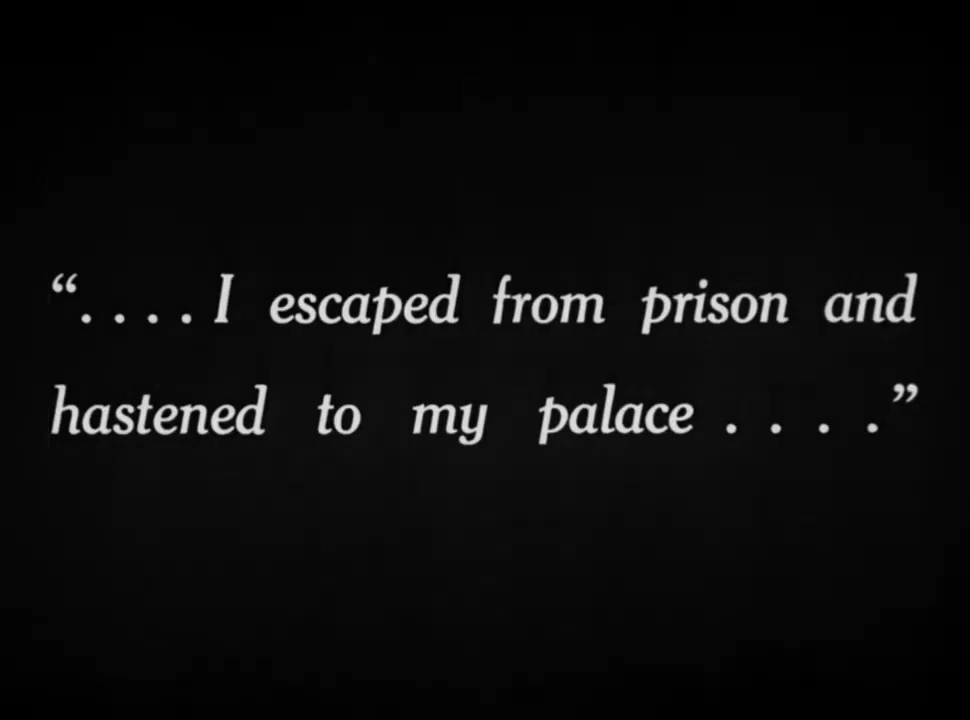 “. . . . I escaped from prison and
hastened to my palace . . . .”